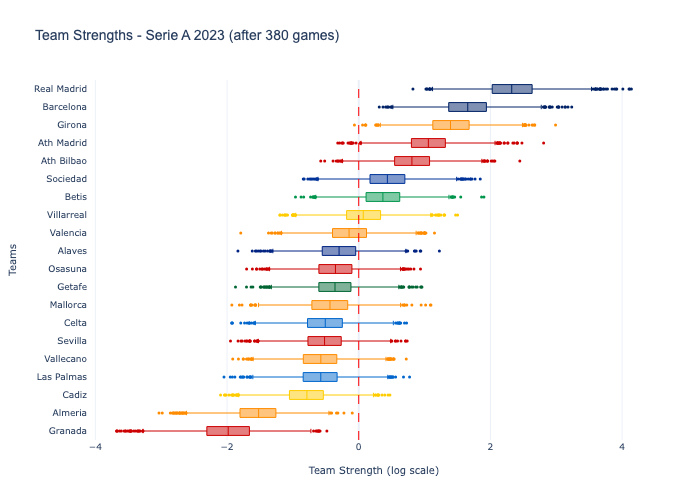 Team Strengths - Serie A 2023 (after 380 games)
Real Madrid
Barcelona
Girona
Ath Madrid
Ath Bilbao
Sociedad
Betis
Villarreal
Valencia
Alaves
Osasuna
Getafe
Mallorca
Celta
Sevilla
Vallecano
Las Palmas
Cadiz
Almeria
Granada
Teams
−4
−2
0
2
4
Team Strength (log scale)